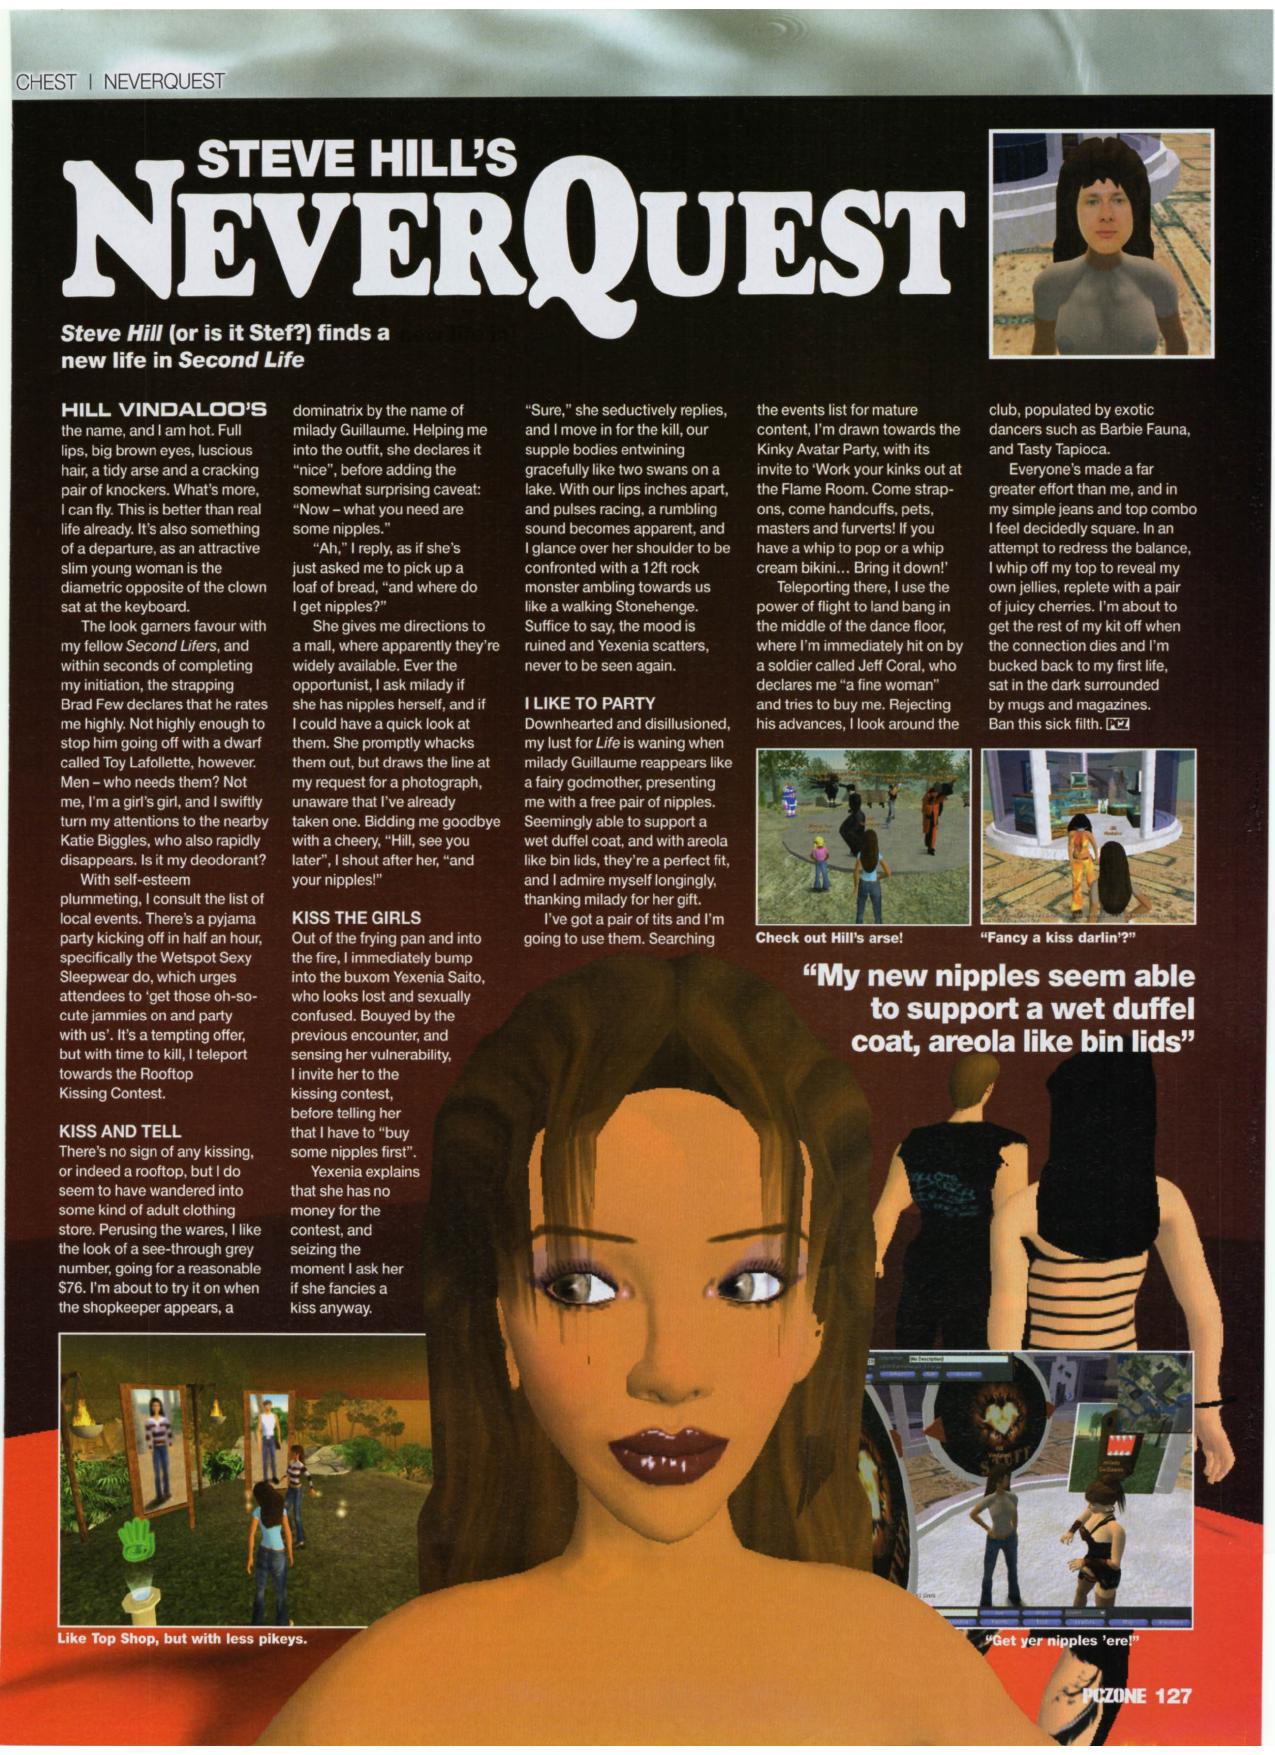 CHEST | NEVERQUEST
STEVE HILL'S
NEVERQUEST
Steve Hill (or is it Stef?) finds a
new life in Second Life
HILL VINDALOO'S
the name, and I am hot. Full
lips, big brown eyes, luscious
hair, a tidy arse and a cracking
pair of knockers. What's more,
I can fly. This is better than real
life already. It's also something
of a departure, as an attractive
slim young woman is the
diametric opposite of the clown
sat at the keyboard.
The look garners favour with
my fellow Second Lifers, and
within seconds of completing
my initiation, the strapping
Brad Few declares that he rates
me highly. Not highly enough to
stop him going off with a dwarf
called Toy Lafollette, however.
Men – who needs them? Not
me, I'm a girl's girl, and I swiftly
turn my attentions to the nearby
Katie Biggles, who also rapidly
disappears. Is it my deodorant?
With self-esteem
plummeting, I consult the list of
local events. There's a pyjama
party kicking off in half an hour,
specifically the Wetspot Sexy
Sleepwear do, which urges
attendees to 'get those oh-so-
cute jammies on and party
with us'. It's a tempting offer,
but with time to kill, I teleport
towards the Rooftop
Kissing Contest.
KISS AND TELL
There's no sign of any kissing,
or indeed a rooftop, but I do
seem to have wandered into
some kind of adult clothing
store. Perusing the wares, I like
the look of a see-through grey
number, going for a reasonable
$76. I'm about to try it on when
the shopkeeper appears, a
dominatrix by the name of
milady Guillaume. Helping me
into the outfit, she declares it
"nice", before adding the
somewhat surprising caveat:
"Now – what you need are
some nipples."
"Ah," I reply, as if she's
just asked me to pick up a
loaf of bread, "and where do
I get nipples?"
She gives me directions to
a mall, where apparently they're
widely available. Ever the
opportunist, I ask milady if
she has nipples herself, and if
I could have a quick look at
them. She promptly whacks
them out, but draws the line at
my request for a photograph,
unaware that I've already
taken one. Bidding me goodbye
with a cheery, "Hill, see you
later", I shout after her, "and
your nipples!"
KISS THE GIRLS
Out of the frying pan and into
the fire, I immediately bump
into the buxom Yexenia Saito,
who looks lost and sexually
confused. Bouyed by the
previous encounter, and
sensing her vulnerability,
I invite her to the
kissing contest,
before telling her
that I have to "buy
some nipples first".
Yexenia explains
that she has no
money for the
contest, and
seizing the
moment I ask her
if she fancies a
kiss anyway.
"Sure," she seductively replies,
and I move in for the kill, our
supple bodies entwining
gracefully like two swans on a
lake. With our lips inches apart,
and pulses racing, a rumbling
sound becomes apparent, and
I glance over her shoulder to be
confronted with a 12ft rock
monster ambling towards us
like a walking Stonehenge.
Suffice to say, the mood is
ruined and Yexenia scatters,
never to be seen again.
I LIKE TO PARTY
Downhearted and disillusioned,
my lust for Life is waning when
milady Guillaume reappears like
a fairy godmother, presenting
me with a free pair of nipples.
Seemingly able to support a
wet duffel coat, and with areola
like bin lids, they're a perfect fit,
and I admire myself longingly,
thanking milady for her gift.
I've got a pair of tits and I'm
going to use them. Searching
the events list for mature
content, I'm drawn towards the
Kinky Avatar Party, with its
invite to 'Work your kinks out at
the Flame Room. Come strap-
ons, come handcuffs, pets,
masters and furverts! If you
have a whip to pop or a whip
cream bikini... Bring it down!'
Teleporting there, I use the
power of flight to land bang in
the middle of the dance floor,
where I'm immediately hit on by
a soldier called Jeff Coral, who
declares me "a fine woman"
and tries to buy me. Rejecting
his advances, I look around the
club, populated by exotic
dancers such as Barbie Fauna,
and Tasty Tapioca.
Everyone's made a far
greater effort than me, and in
my simple jeans and top combo
I feel decidedly square. In an
attempt to redress the balance,
I whip off my top to reveal my
own jellies, replete with a pair
of juicy cherries. I'm about to
get the rest of my kit off when
the connection dies and I'm
bucked back to my first life,
sat in the dark surrounded
by mugs and magazines.
Ban this sick filth. PCZ
Check out Hill's arse!
"Fancy a kiss darlin'?"
"My new nipples seem able
to support a wet duffel
coat, areola like bin lids"
Like Top Shop, but with less pikeys.
"Get yer nipples 'ere!"
PCZONE 127